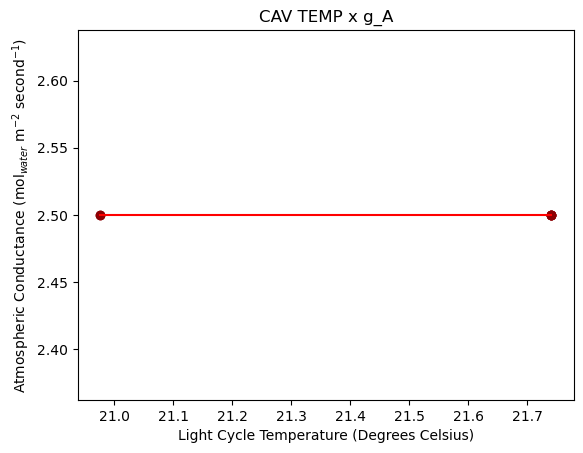 CAV TEMP x g_A
Atmospheric Conductance (mol_{water} m^{-2} second^{-1})
2.60
2.55
2.50
2.45
2.40
21.0 21.1 21.2 21.3 21.4 21.5 21.6 21.7
Light Cycle Temperature (Degrees Celsius)